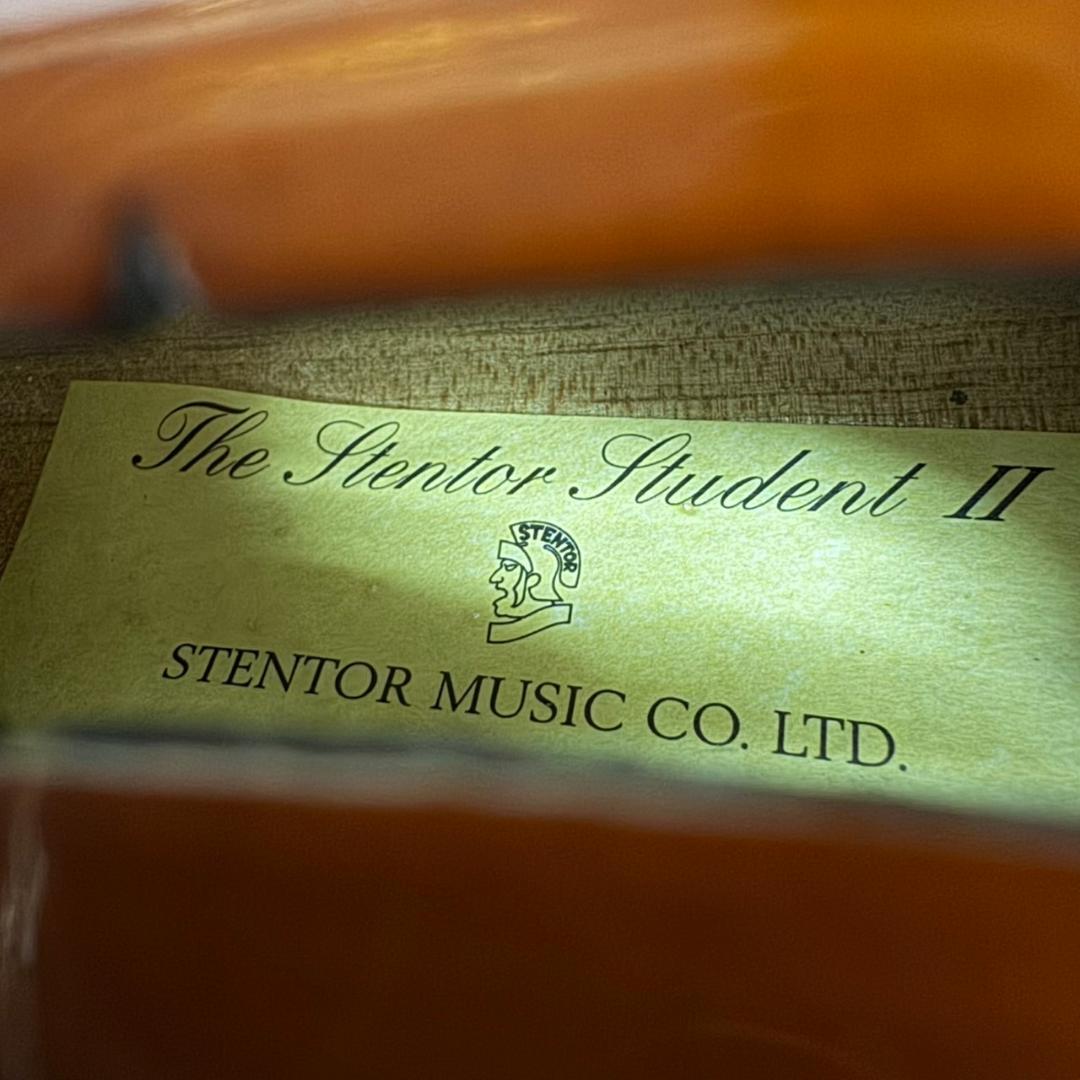 The Stentor Student II
STENTOR
STENTOR MUSIC CO. LTD.